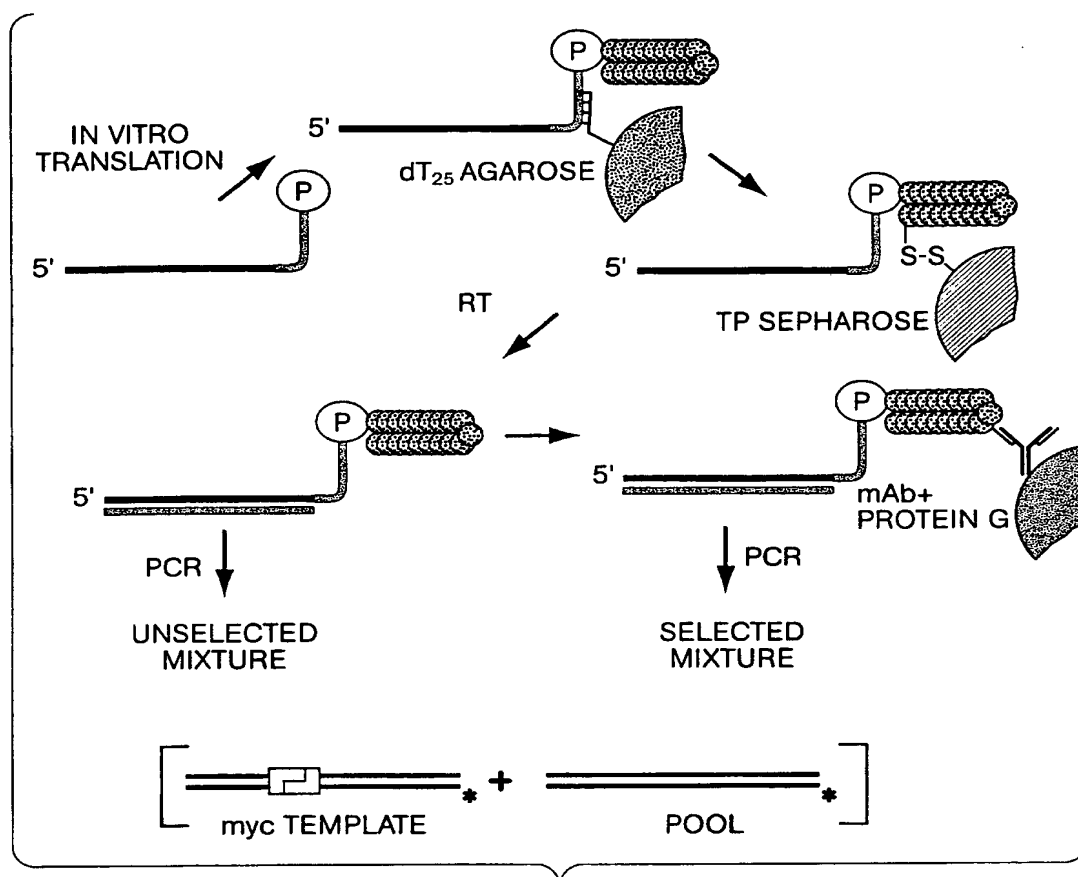 P
IN VITRO
TRANSLATION
5'
dT₂₅ AGAROSE
P
5'
P
5'
S-S
TP SEPHAROSE
RT
P
5'
P
5'
mAb+
PROTEIN G
PCR
UNSELECTED
MIXTURE
PCR
SELECTED
MIXTURE
+
*
*
myc TEMPLATE
POOL